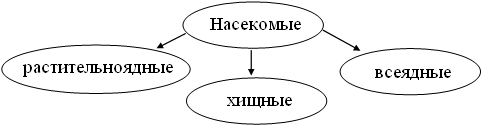 Насекомые
растительноядные
всеядные
хищные